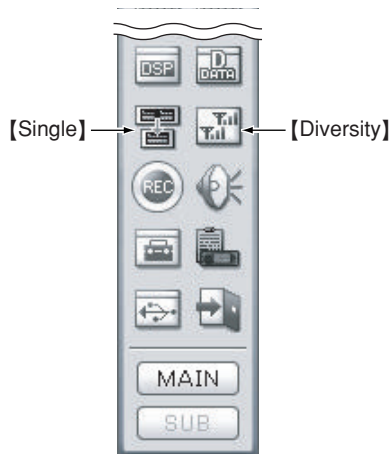 DSP
D
DATA
【Single】
【Diversity】
REC
MAIN
SUB